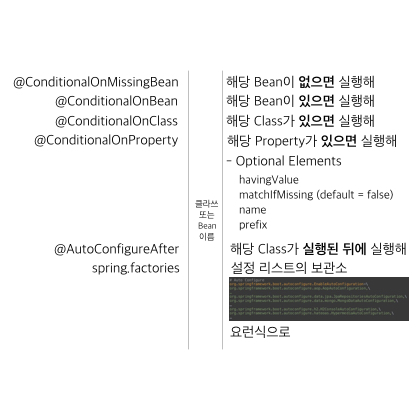 @ConditionalOnMissingBean 해당 Bean이 없으면 실행해
@ConditionalOnBean 해당 Bean이 있으면 실행해
@ConditionalOnClass 해당 Class가 있으면 실행해
@ConditionalOnProperty 해당 Property가 있으면 실행해
- Optional Elements
havingValue
matchIfMissing (default = false)
name
prefix
클라쓰
또는
Bean
이름
@AutoConfigureAfter 해당 Class가 실행된 뒤에 실행해
spring.factories 설정 리스트의 보관소
요런식으로